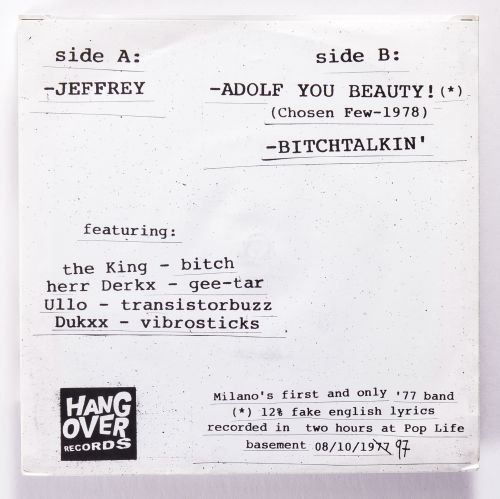 side A:
-JEFFREY
side B:
-ADOLF YOU BEAUTY!(*)
(Chosen Few-1978)
-BITCHTALKIN'
featuring:
the King - bitch
herr Derkx - gee-tar
Ullo - transistorbuzz
Dukxx - vibrosticks
HANG
OVER
RECORDS
Milano's first and only '77 band
(*) 12% fake english lyrics
recorded in two hours at Pop Life
basement 08/10/1977 97